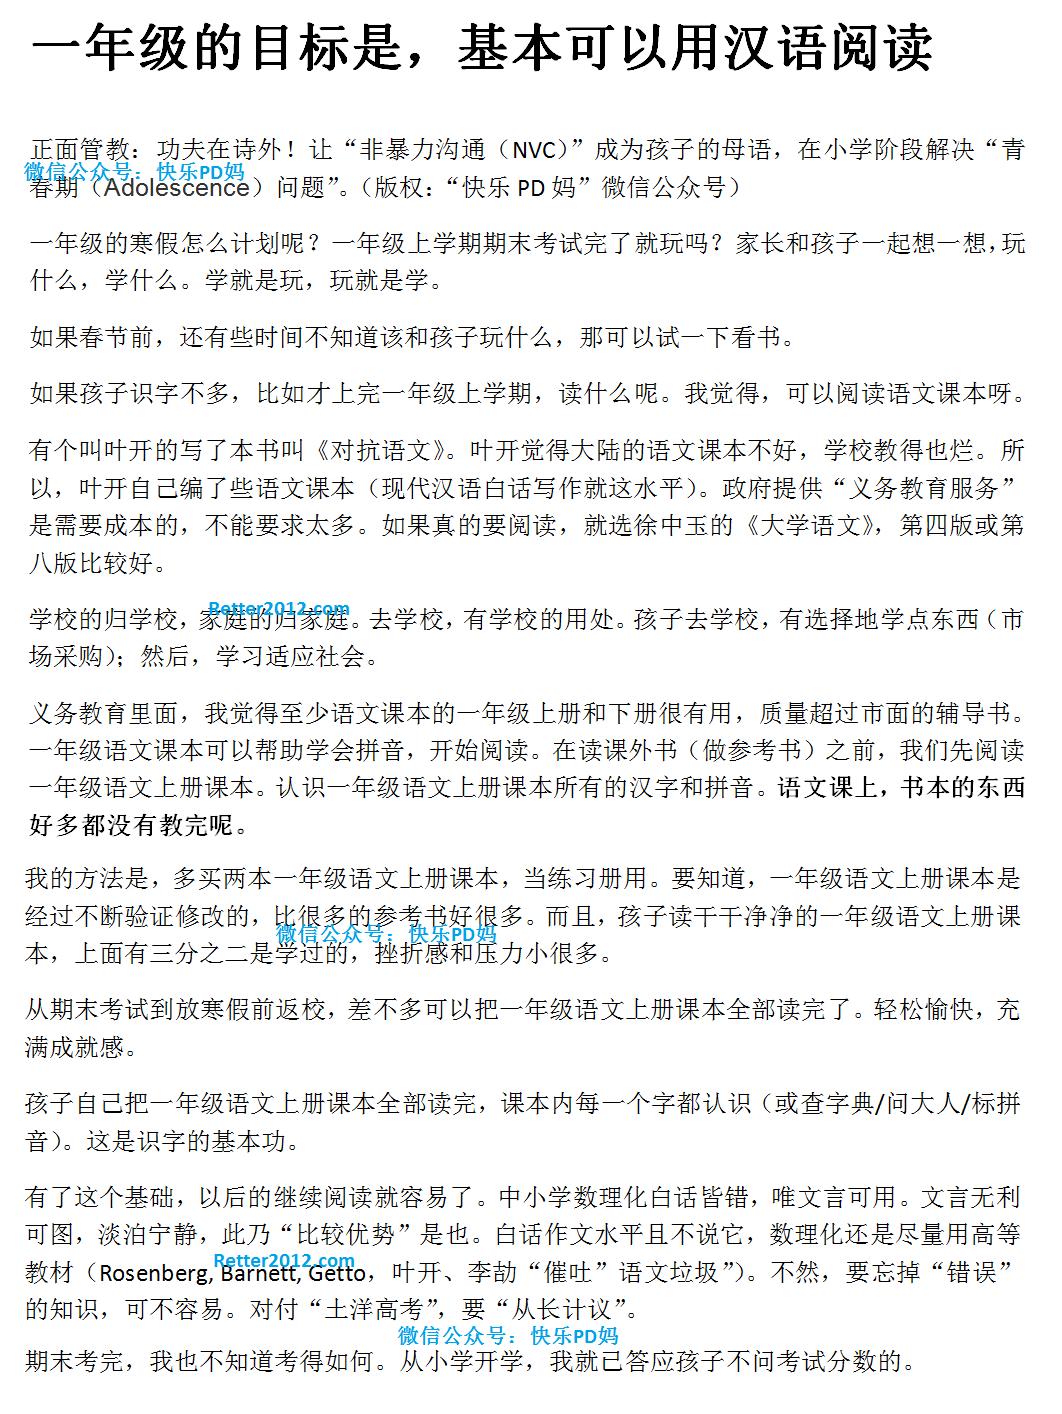 一年级的目标是，基本可以用汉语阅读
正面管教：功夫在诗外！让“非暴力沟通（NVC）”成为孩子的母语，在小学阶段解决“青
微信公众号：快乐PD妈
春期（Adolescence）问题”。（版权：“快乐 PD 妈”微信公众号）
一年级的寒假怎么计划呢？一年级上学期期末考试完了就玩吗？家长和孩子一起想一想，玩
什么，学什么。学就是玩，玩就是学。
如果春节前，还有些时间不知道该和孩子玩什么，那可以试一下看书。
如果孩子识字不多，比如才上完一年级上学期，读什么呢。我觉得，可以阅读语文课本呀。
有个叫叶开的写了本书叫《对抗语文》。叶开觉得大陆的语文课本不好，学校教得也烂。所
以，叶开自己编了些语文课本（现代汉语白话写作就这水平）。政府提供“义务教育服务”
是需要成本的，不能要求太多。如果真的要阅读，就选徐中玉的《大学语文》，第四版或第
八版比较好。
Retter2012.com
学校的归学校，家庭的归家庭。去学校，有学校的用处。孩子去学校，有选择地学点东西（市
场采购）；然后，学习适应社会。
义务教育里面，我觉得至少语文课本的一年级上册和下册很有用，质量超过市面的辅导书。
一年级语文课本可以帮助学会拼音，开始阅读。在读课外书（做参考书）之前，我们先阅读
一年级语文上册课本。认识一年级语文上册课本所有的汉字和拼音。语文课上，书本的东西
好多都没有教完呢。
我的方法是，多买两本一年级语文上册课本，当练习册用。要知道，一年级语文上册课本是
经过不断验证修改的，比很多的参考书好很多。而且，孩子读干干净净的一年级语文上册课
微信公众号：快乐PD妈
本，上面有三分之二是学过的，挫折感和压力小很多。
从期末考试到放寒假前返校，差不多可以把一年级语文上册课本全部读完了。轻松愉快，充
满成就感。
孩子自己把一年级语文上册课本全部读完，课本内每一个字都认识（或查字典/问大人/标拼
音）。这是识字的基本功。
有了这个基础，以后的继续阅读就容易了。中小学数理化白话皆错，唯文言可用。文言无利
可图，淡泊宁静，此乃“比较优势”是也。白话作文水平且不说它，数理化还是尽量用高等
Retter2012.com
教材（Rosenberg, Barnett, Getto，叶开、李劼“催吐”语文垃圾”）。不然，要忘掉“错误”
的知识，可不容易。对付“土洋高考”，要“从长计议”。
微信公众号：快乐PD妈
期末考完，我也不知道考得如何。从小学开学，我就已答应孩子不问考试分数的。